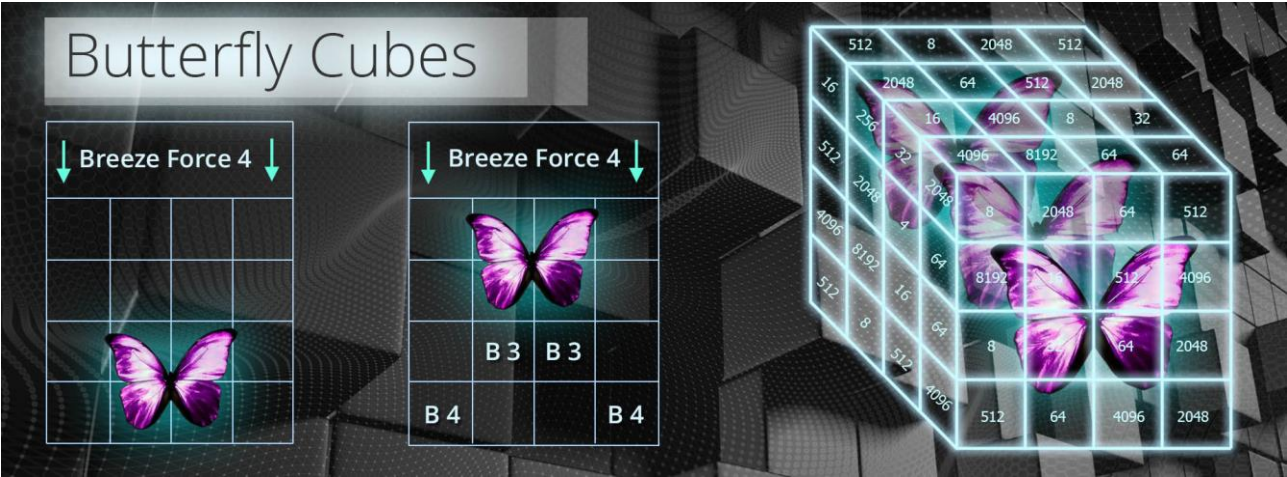 Butterfly Cubes
Breeze Force 4
Breeze Force 4
B 3 B 3
B 4 B 4
512 8 2048 512
2048 64 512 2048
16 4096 8 32
4096 8192 64 64
16 256 32 2048
512 2048 4 64
4096 8192 16 64
512 8 512 4096
8 2048 64 512
8192 16 512 4096
8 64 2048
512 64 4096 2048